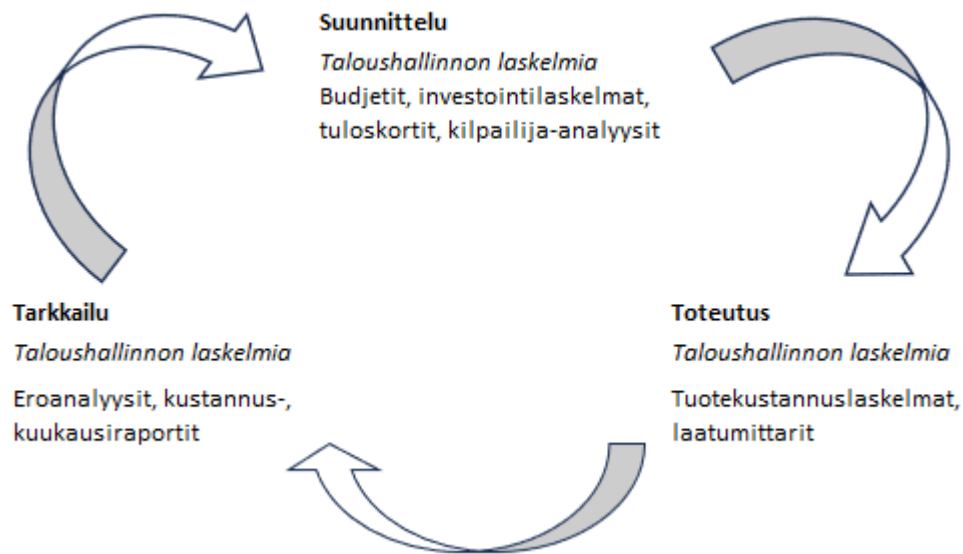 Suunnittelu
Taloushallinnon laskelmia
Budjetit, investointilaskelmat,
tuloskortit, kilpailija-analyysit
Tarkkailu
Taloushallinnon laskelmia
Eroanalyysit, kustannus-,
kuukausiraportit
Toteutus
Taloushallinnon laskelmia
Tuotekustannuslaskelmat,
laatumittarit